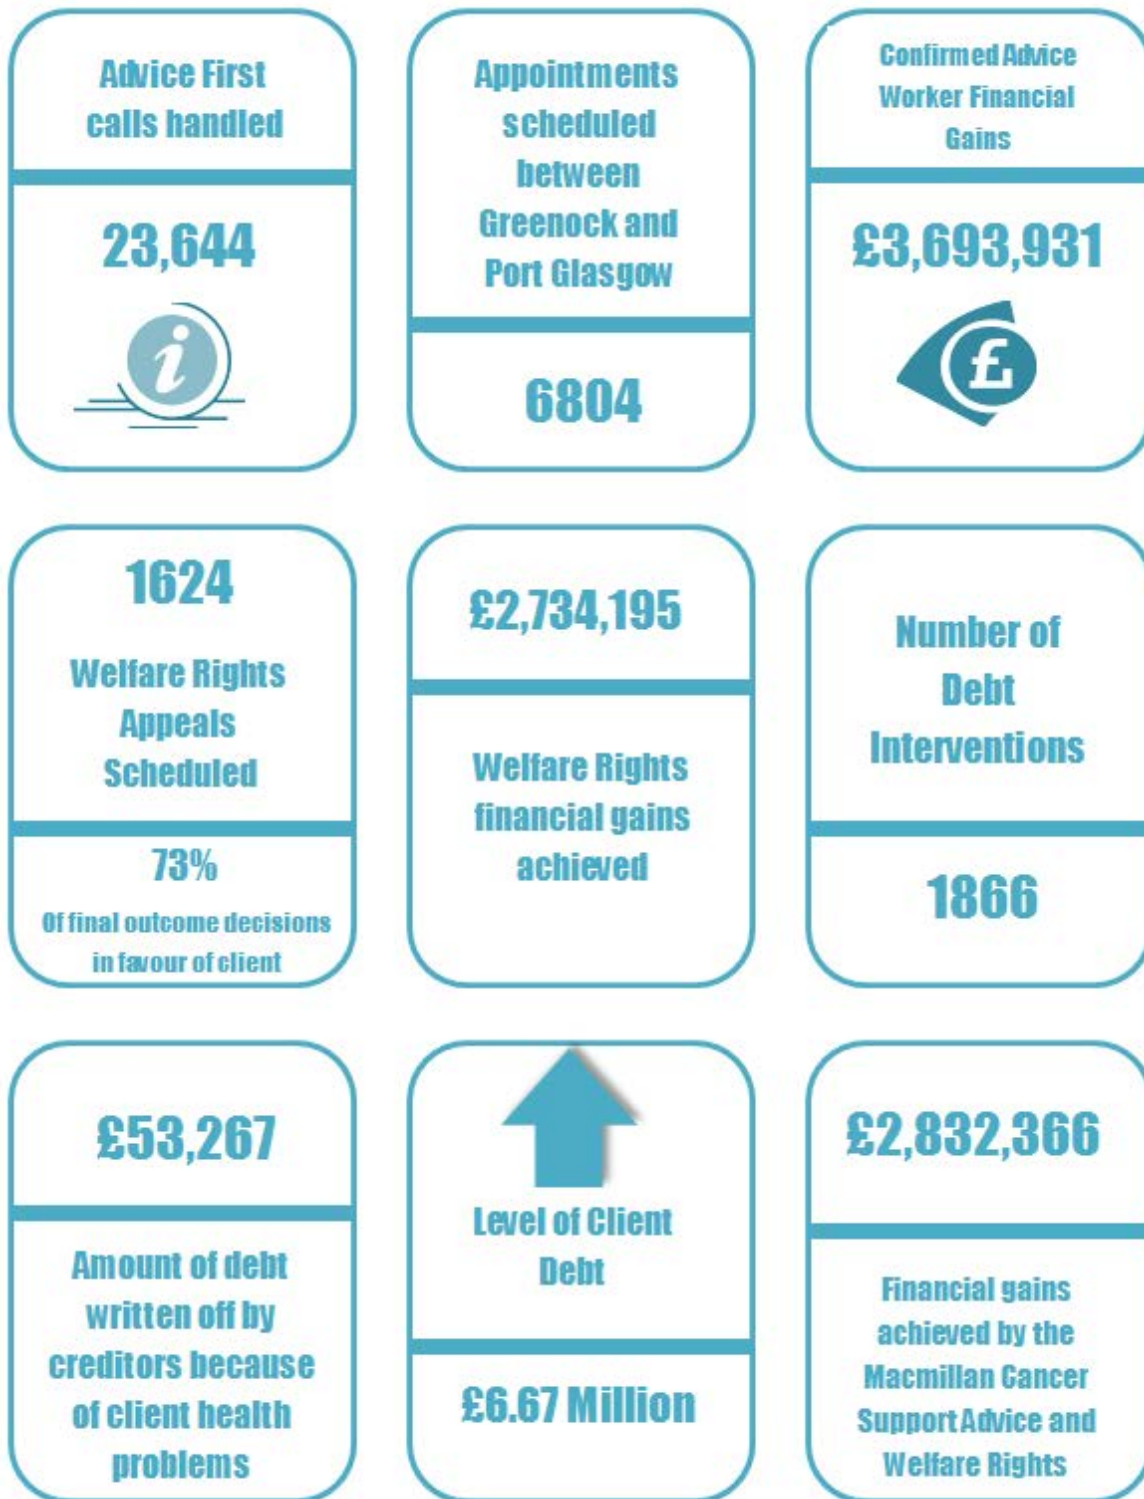 Advice First
calls handled
23,644
i
Appointments
scheduled
between
Greenock and
Port Glasgow
6804
Confirmed Advice
Worker Financial
Gains
£3,693,931
£
1624
Welfare Rights
Appeals
Scheduled
73%
Of final outcome decisions
in favour of client
£2,734,195
Welfare Rights
financial gains
achieved
Number of
Debt
Interventions
1866
£53,267
Amount of debt
written off by
creditors because
of client health
problems
Level of Client
Debt
£6.67 Million
£2,832,366
Financial gains
achieved by the
Macmillan Cancer
Support Advice and
Welfare Rights